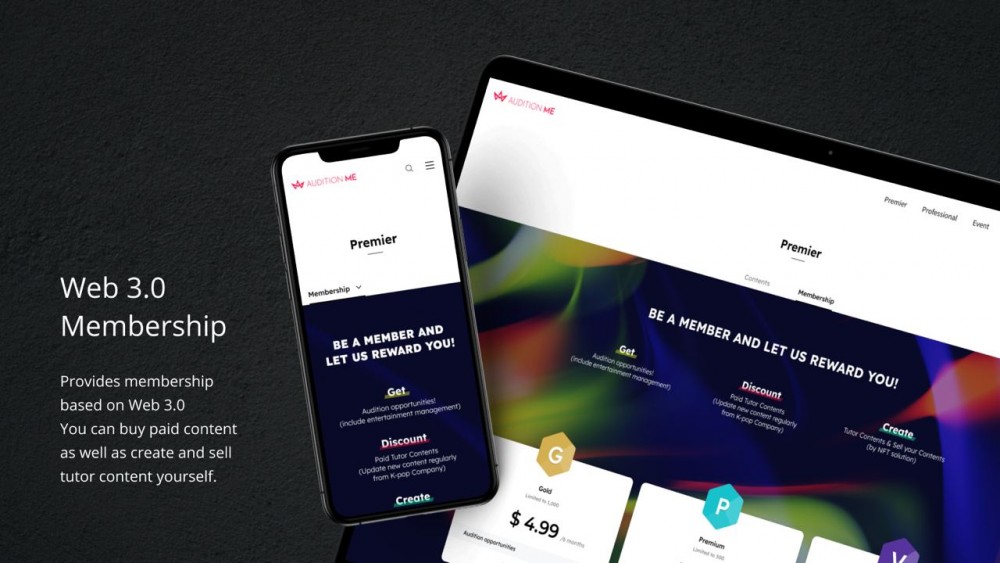 Web 3.0
Membership
Provides membership
based on Web 3.0
You can buy paid content
as well as create and sell
tutor content yourself.
AUDITION ME
Premier
Membership
BE A MEMBER AND
LET US REWARD YOU!
Get
Audition opportunities!
(include entertainment management)
Discount
Paid Tutor Contents
(Update new content regularly
from K-pop Company)
Create
AUDITION ME
Premier Professional Event
Premier
Contents Membership
BE A MEMBER AND LET US REWARD YOU!
Get
Audition opportunities!
(include entertainment management)
Discount
Paid Tutor Contents
(Update new content regularly
from K-pop Company)
Create
Tutor Contents & Sell your Contents
(by NFT solution)
G
Gold
Limited to 5,000
$ 4.99 /6 months
Audition opportunities
P
Premium
Limited to 500
V